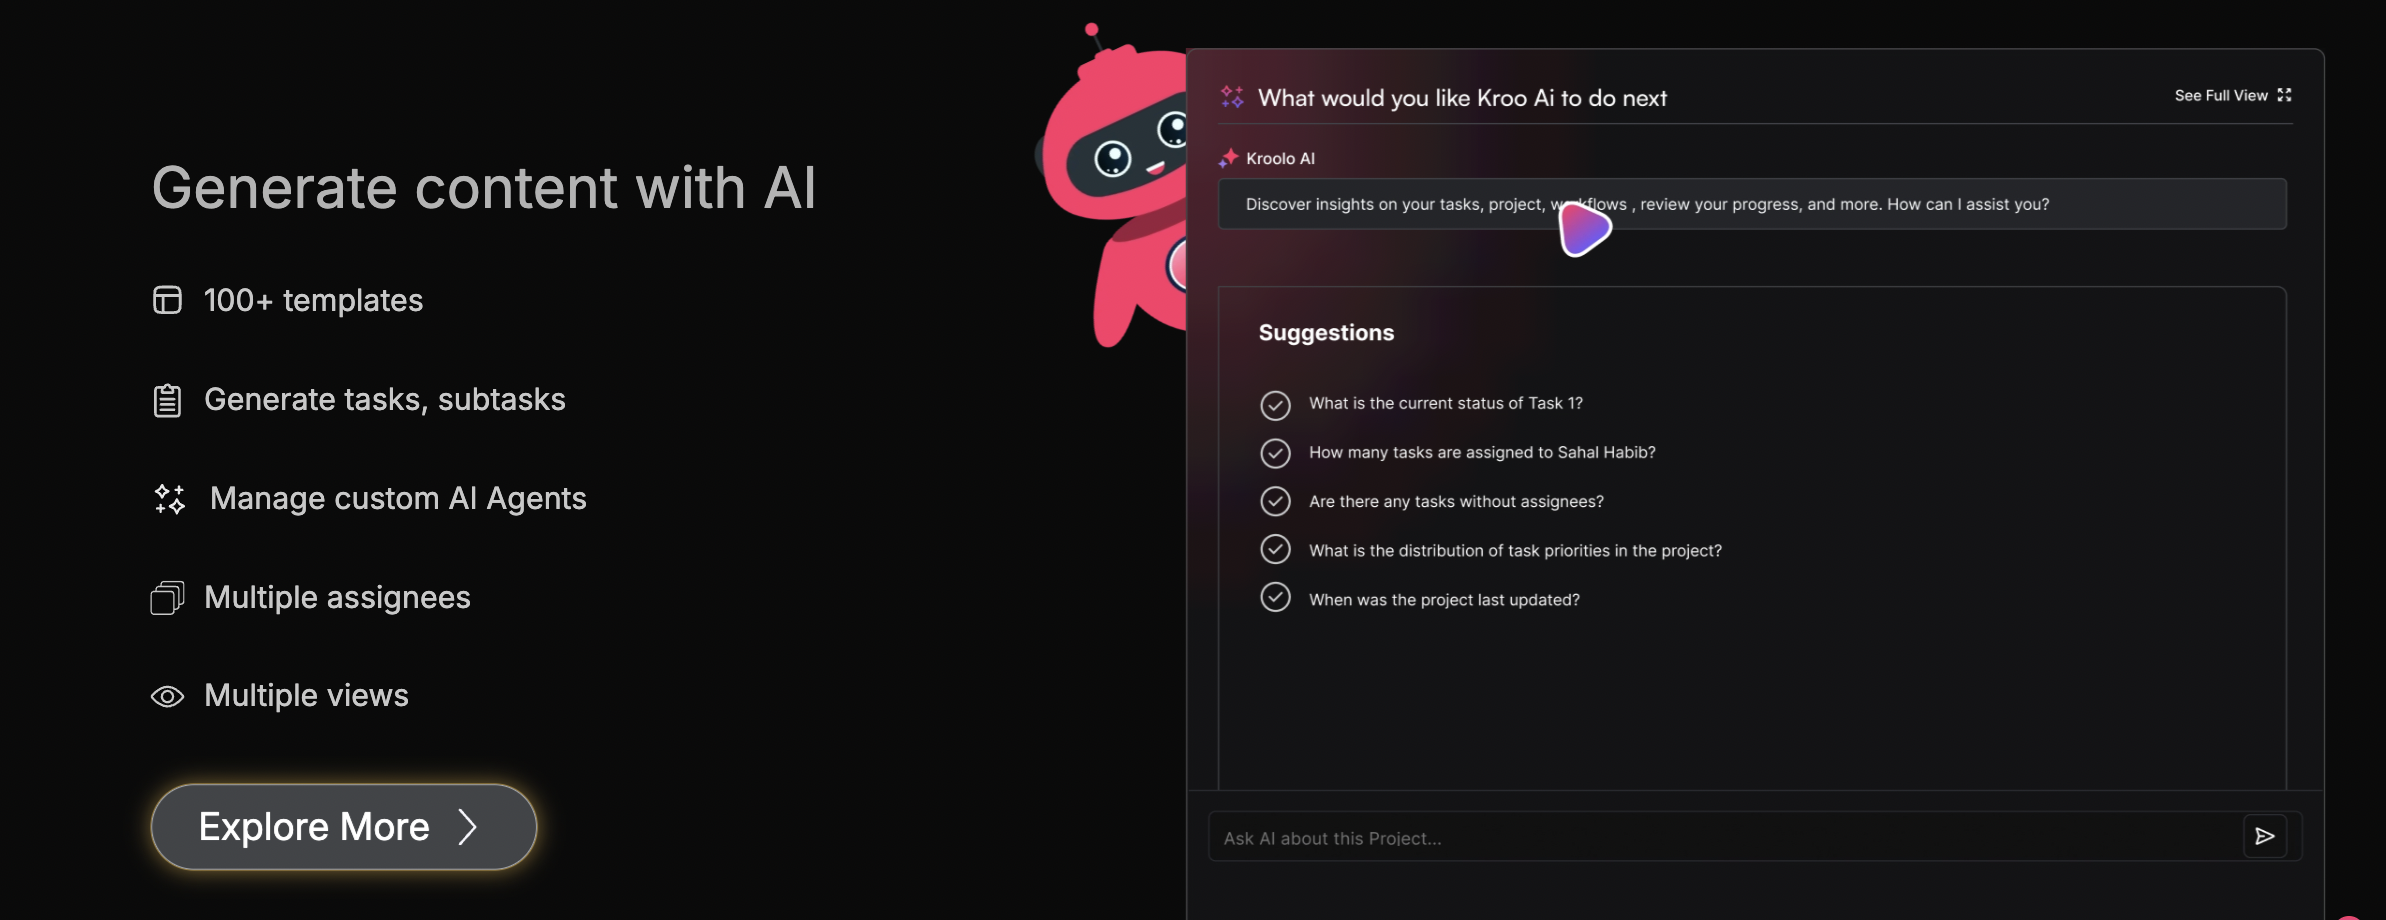 Generate content with AI
100+ templates
Generate tasks, subtasks
Manage custom AI Agents
Multiple assignees
Multiple views
Explore More
What would you like Kroo Ai to do next
See Full View
Kroolo AI
Discover insights on your tasks, project, workflows , review your progress, and more. How can I assist you?
Suggestions
What is the current status of Task 1?
How many tasks are assigned to Sahal Habib?
Are there any tasks without assignees?
What is the distribution of task priorities in the project?
When was the project last updated?
Ask AI about this Project...